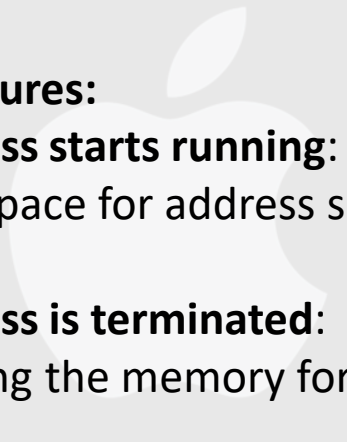 ures:
ss starts running:
pace for address s
ss is terminated:
ng the memory for